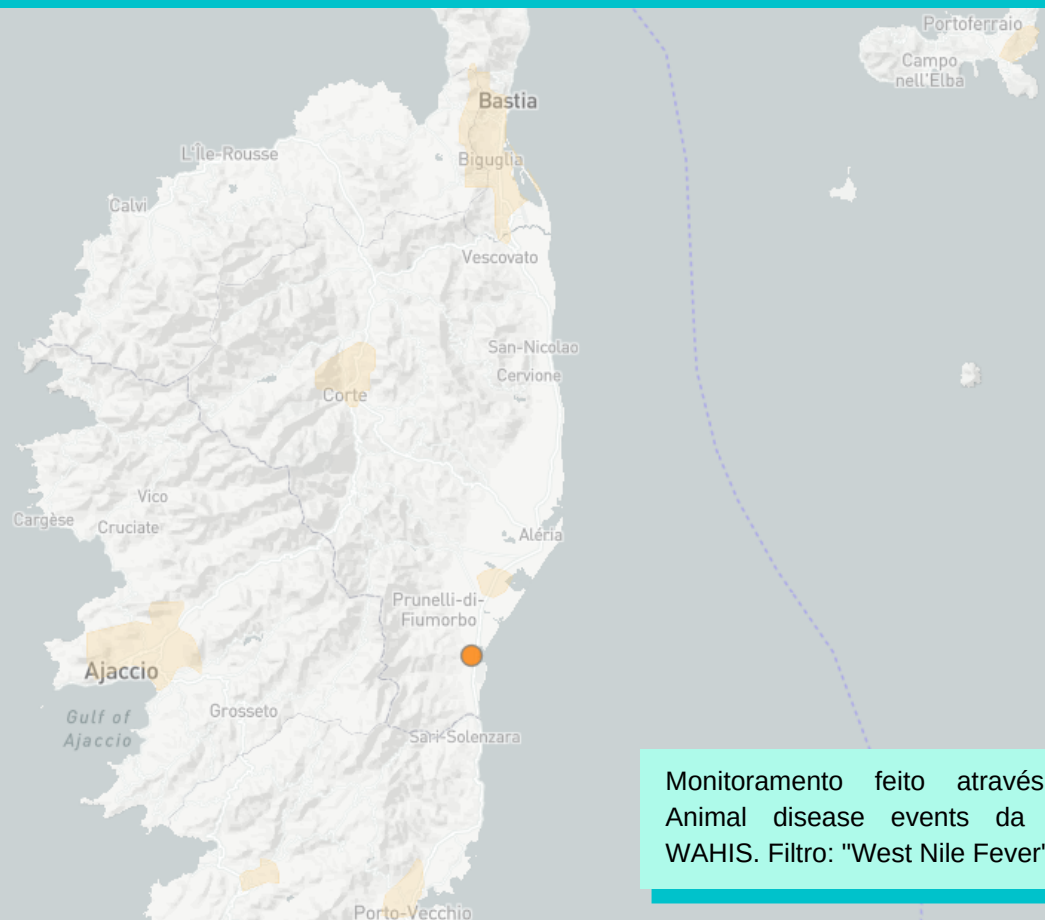 Portoferraio
Campo
nell'Elba
Bastia
L'Île-Rousse
Biguglia
Calvi
Vescovato
San-Nicolao
Cervione
Corte
Vico
Cargèse
Cruciate
Aléria
Prunelli-di-
Fiumorbo
Ajaccio
Grosseto
Gulf of
Ajaccio
Sari-Solenzara
Monitoramento feito através
Animal disease events da
WAHIS. Filtro: "West Nile Fever"
Porto-Vecchio